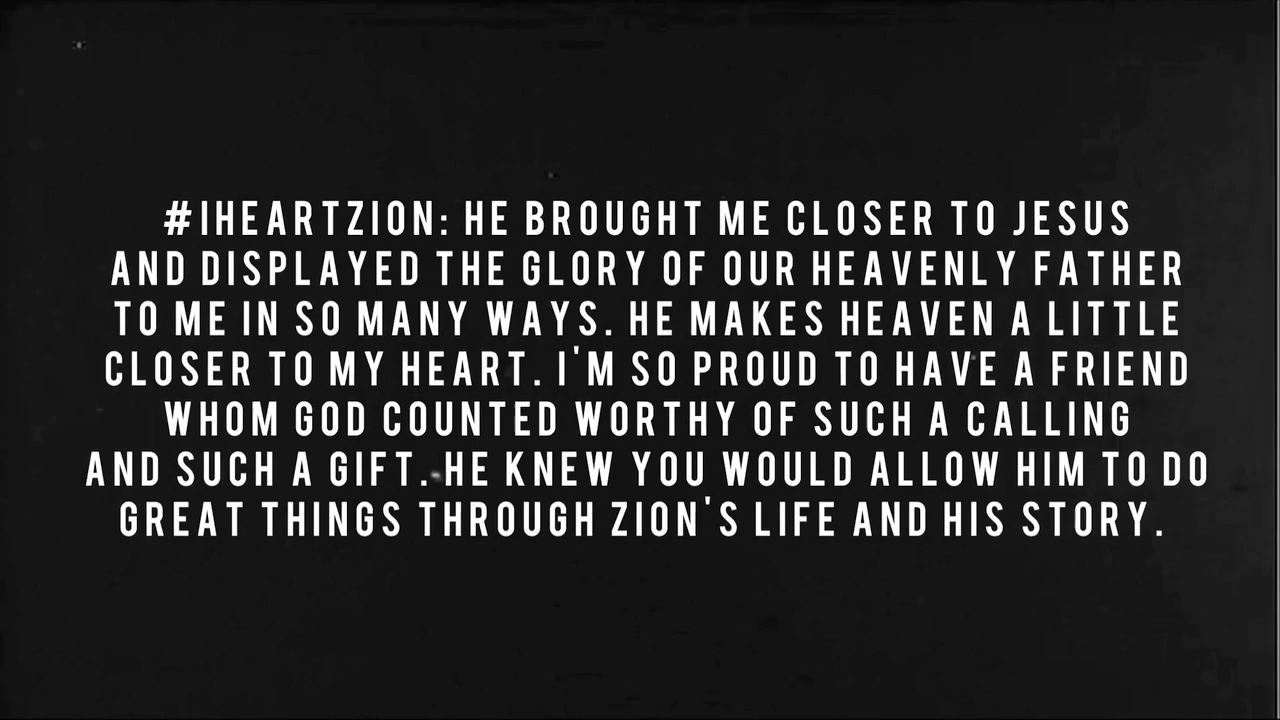 #IHEARTZION: HE BROUGHT ME CLOSER TO JESUS
AND DISPLAYED THE GLORY OF OUR HEAVENLY FATHER
TO ME IN SO MANY WAYS. HE MAKES HEAVEN A LITTLE
CLOSER TO MY HEART. I'M SO PROUD TO HAVE A FRIEND
WHOM GOD COUNTED WORTHY OF SUCH A CALLING
AND SUCH A GIFT. HE KNEW YOU WOULD ALLOW HIM TO DO
GREAT THINGS THROUGH ZION'S LIFE AND HIS STORY.